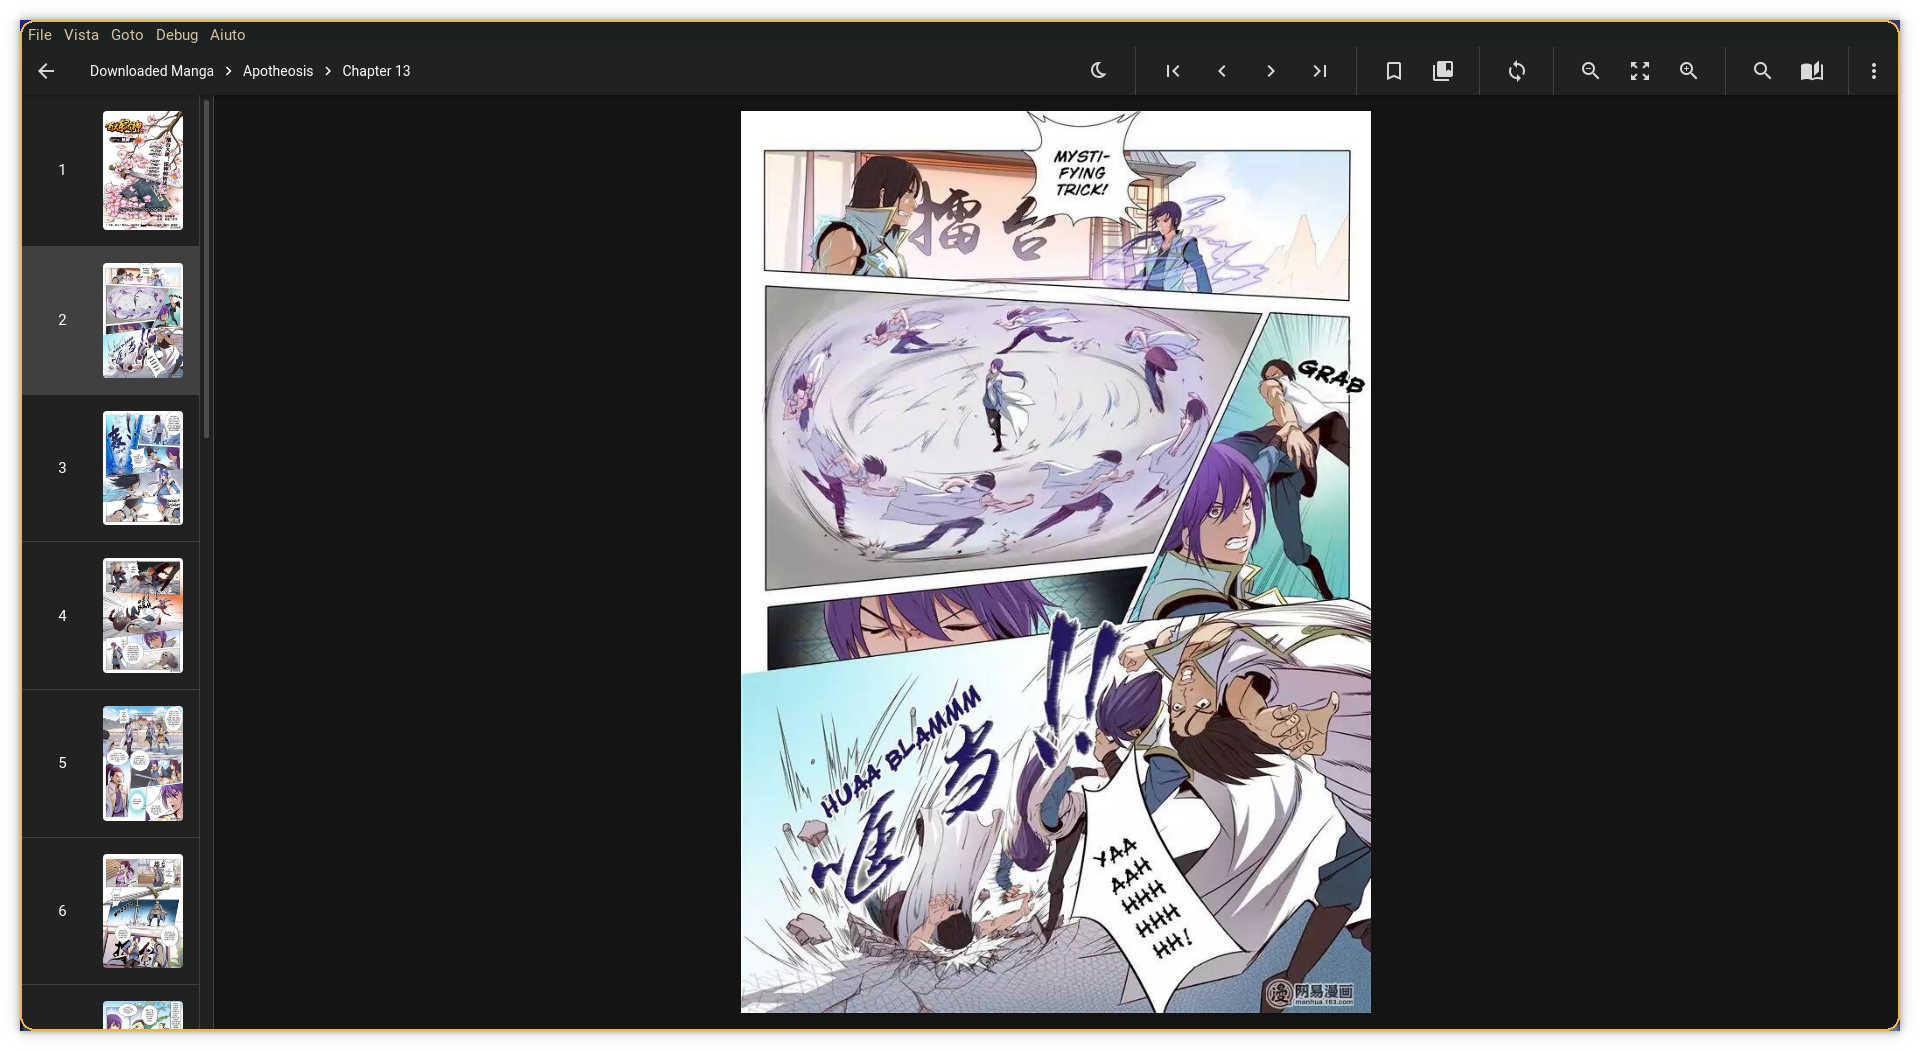 File Vista Goto Debug Aiuto
Downloaded Manga > Apotheosis > Chapter 13
1
2
3
4
5
6
MYSTI-
FYING
TRICK!
擂台
GRAB
!!
HUAA BLAMMM
YAA
AAH
HHH
HHH
HH!
网易漫画
manhua.163.com